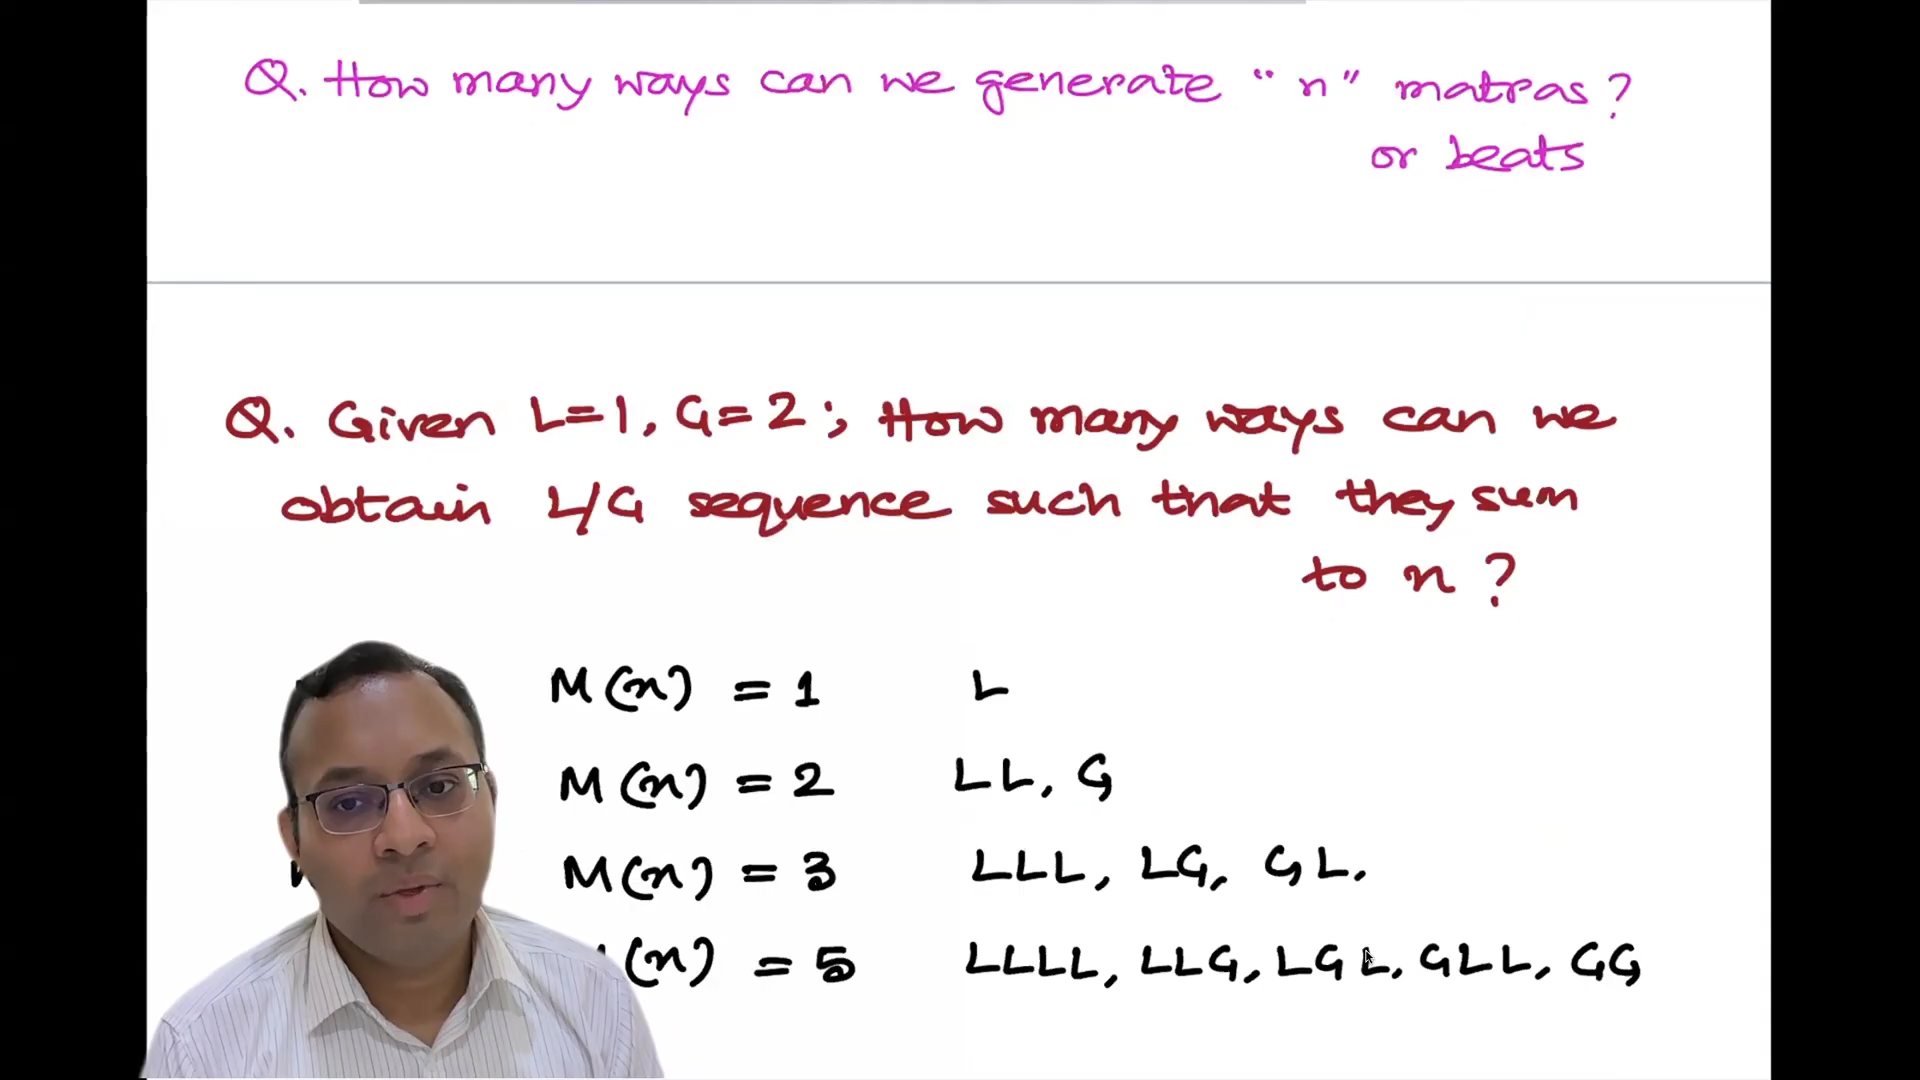 Q. How many ways can we generate "n" matras?
or beats
Q. Given L=1, G=2; How many ways can we
obtain L/G sequence such that they sum
to n?
M(n) = 1 L
M(n) = 2 LL, G
M(n) = 3 LLL, LG, GL.
(n) = 5 LLLL, LLG, LGL, GLL, GG